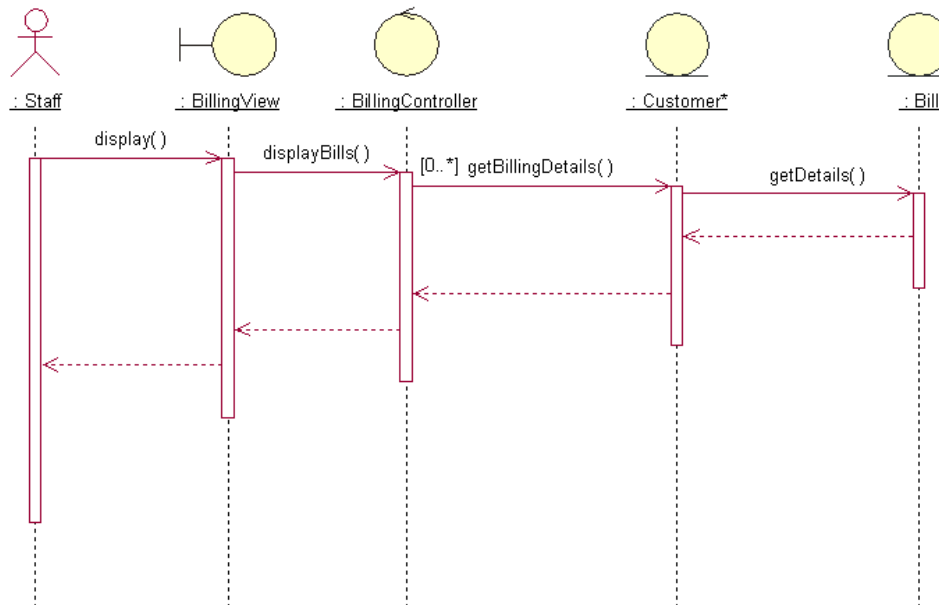 : Staff
: BillingView
: BillingController
: Customer*
: Bill
display( )
displayBills( )
[0..*] getBillingDetails( )
getDetails( )